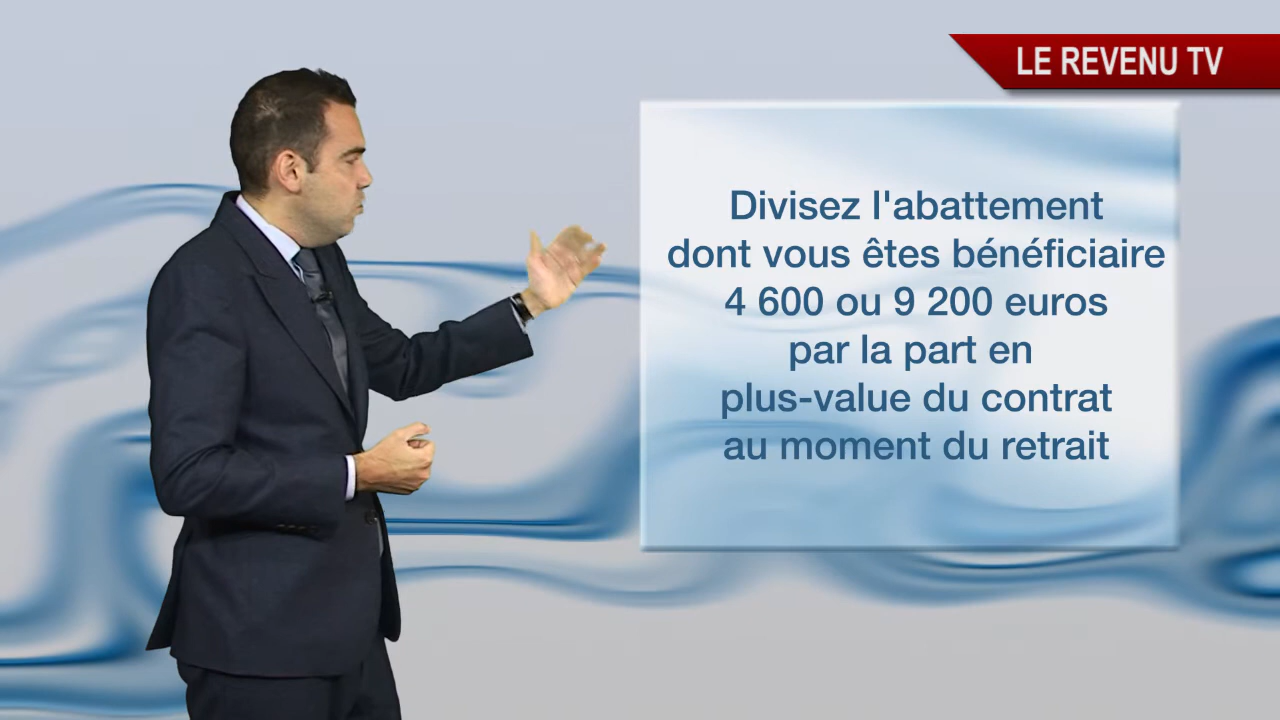 LE REVENU TV
Divisez l'abattement
dont vous êtes bénéficiaire
4 600 ou 9 200 euros
par la part en
plus-value du contrat
au moment du retrait